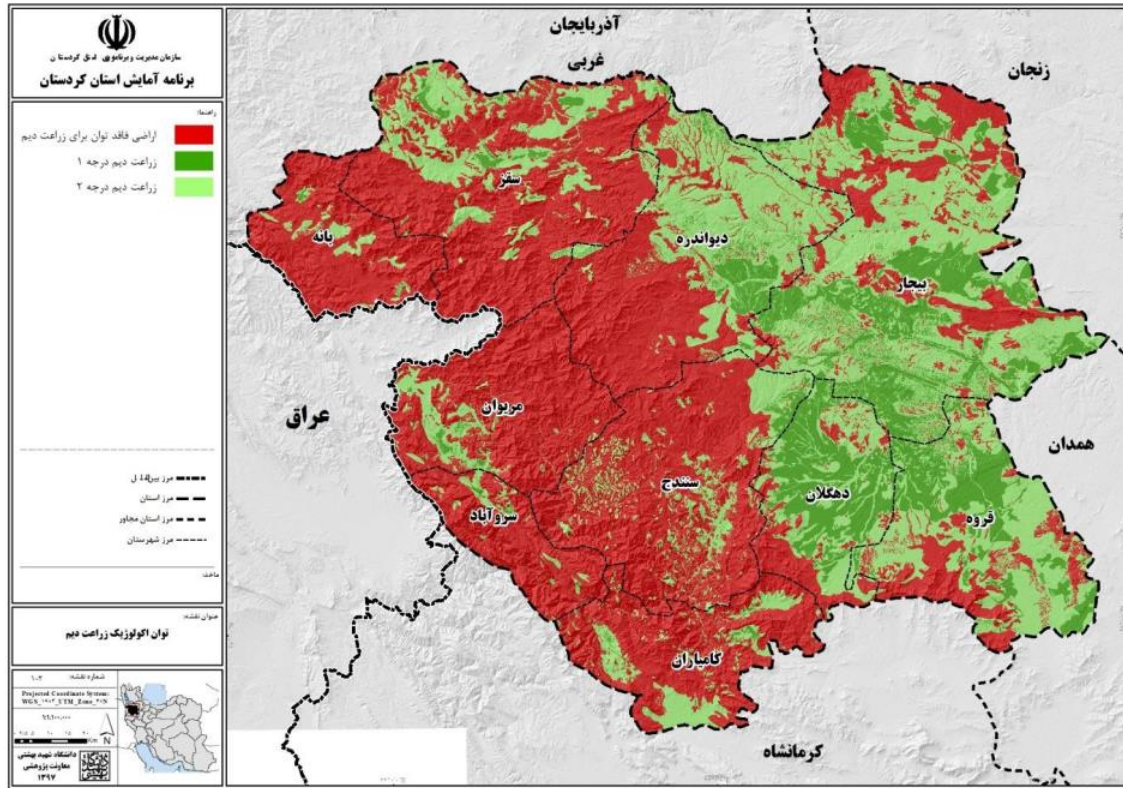 سازمان مدیریت و برنامه‌ریزی استان کردستان
برنامه آمایش استان کردستان
راهنما:
اراضی فاقد توان برای زراعت دیم
زراعت دیم درجه ۱
زراعت دیم درجه ۲
مرز استان
مرز استان مجاور
مرز شهرستان
ماخذ:
عنوان نقشه:
توان اکولوژیک زراعت دیم
شماره نقشه:
Projected Coordinate System:
N
دانشگاه شهید بهشتی
معاونت پژوهشی
۱۳۹۷
آذربایجان
غربی
زنجان
سقز
بانه
دیواندره
بیجار
مریوان
عراق
همدان
سنندج
دهگلان
قروه
سروآباد
کامیاران
کرمانشاه